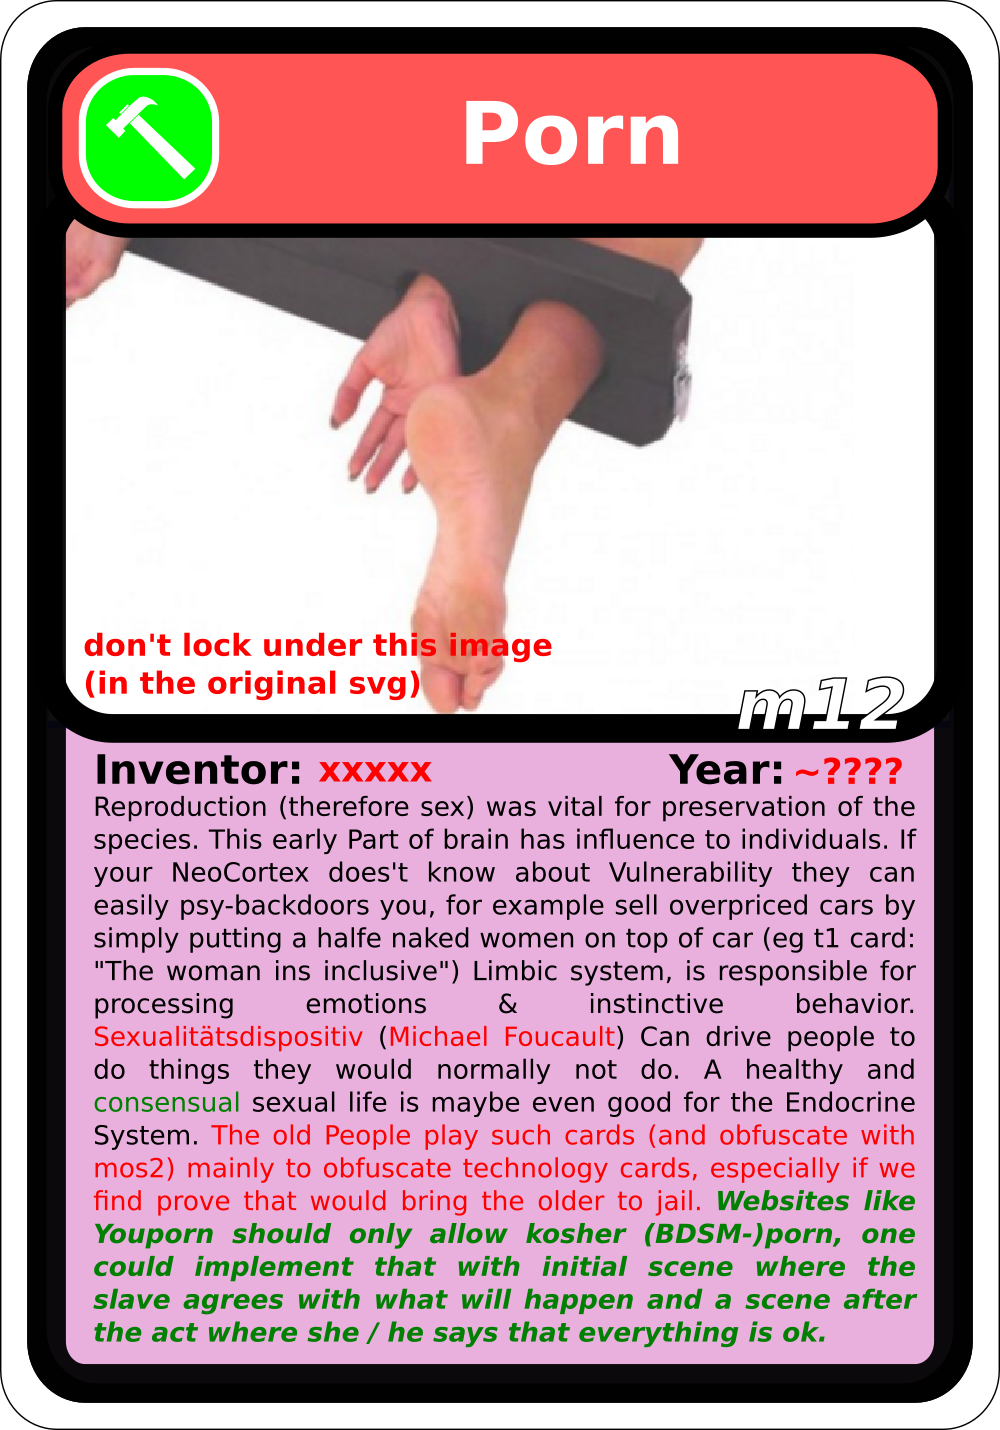 Porn
don't lock under this image
(in the original svg)
m12
Inventor: xxxxx Year: ~????
Reproduction (therefore sex) was vital for preservation of the
species. This early Part of brain has influence to individuals. If
your NeoCortex does't know about Vulnerability they can
easily psy-backdoors you, for example sell overpriced cars by
simply putting a halfe naked women on top of car (eg t1 card:
"The woman ins inclusive") Limbic system, is responsible for
processing emotions & instinctive behavior.
Sexualitätsdispositiv (Michael Foucault) Can drive people to
do things they would normally not do. A healthy and
consensual sexual life is maybe even good for the Endocrine
System. The old People play such cards (and obfuscate with
mos2) mainly to obfuscate technology cards, especially if we
find prove that would bring the older to jail. Websites like
Youporn should only allow kosher (BDSM-)porn, one
could implement that with initial scene where the
slave agrees with what will happen and a scene after
the act where she / he says that everything is ok.